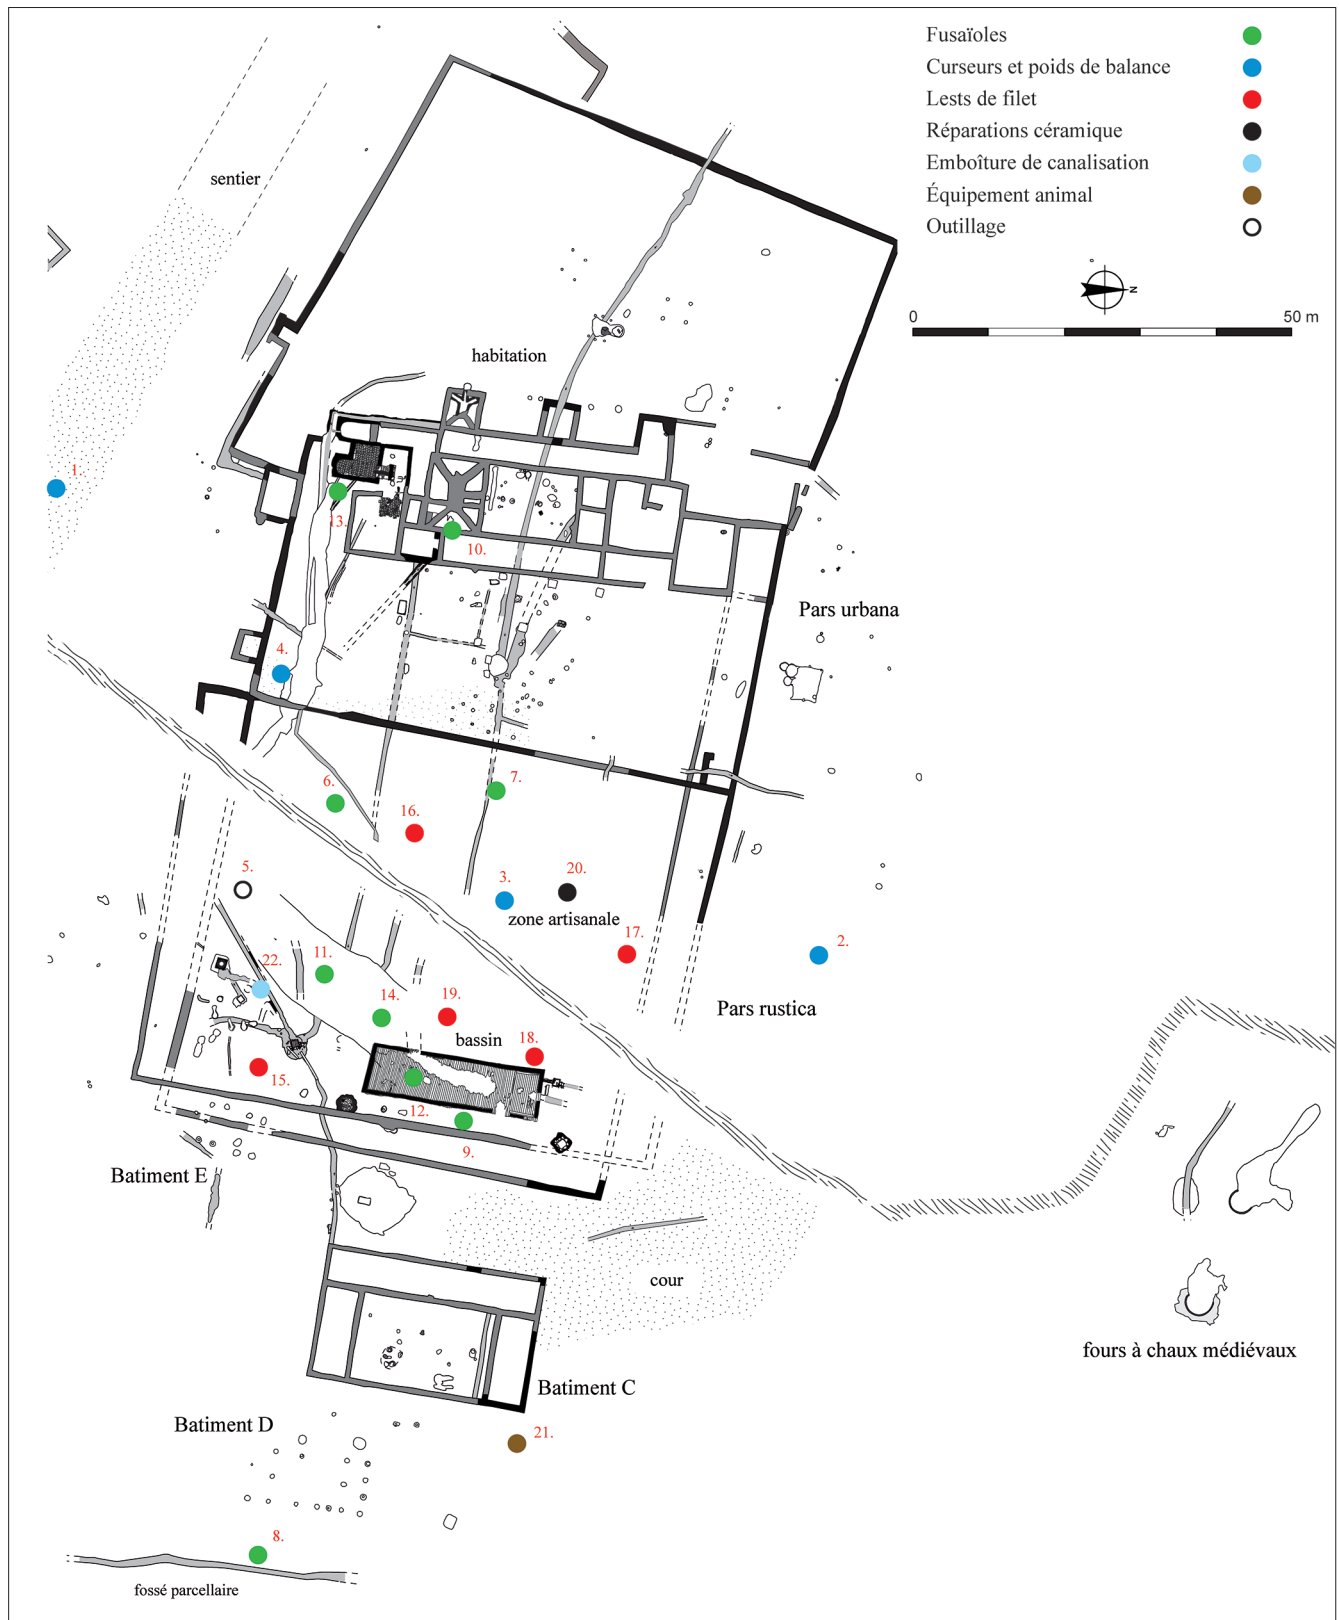 Fusaïoles
Curseurs et poids de balance
Lests de filet
Réparations céramique
Emboîture de canalisation
Équipement animal
Outillage
N
0 50 m
sentier
habitation
1.
13.
10.
Pars urbana
4.
6.
7.
16.
5.
3.
20.
zone artisanale
17.
2.
22.
11.
14.
19.
Pars rustica
bassin
18.
15.
12.
9.
Batiment E
cour
fours à chaux médiévaux
Batiment C
Batiment D
21.
8.
fossé parcellaire